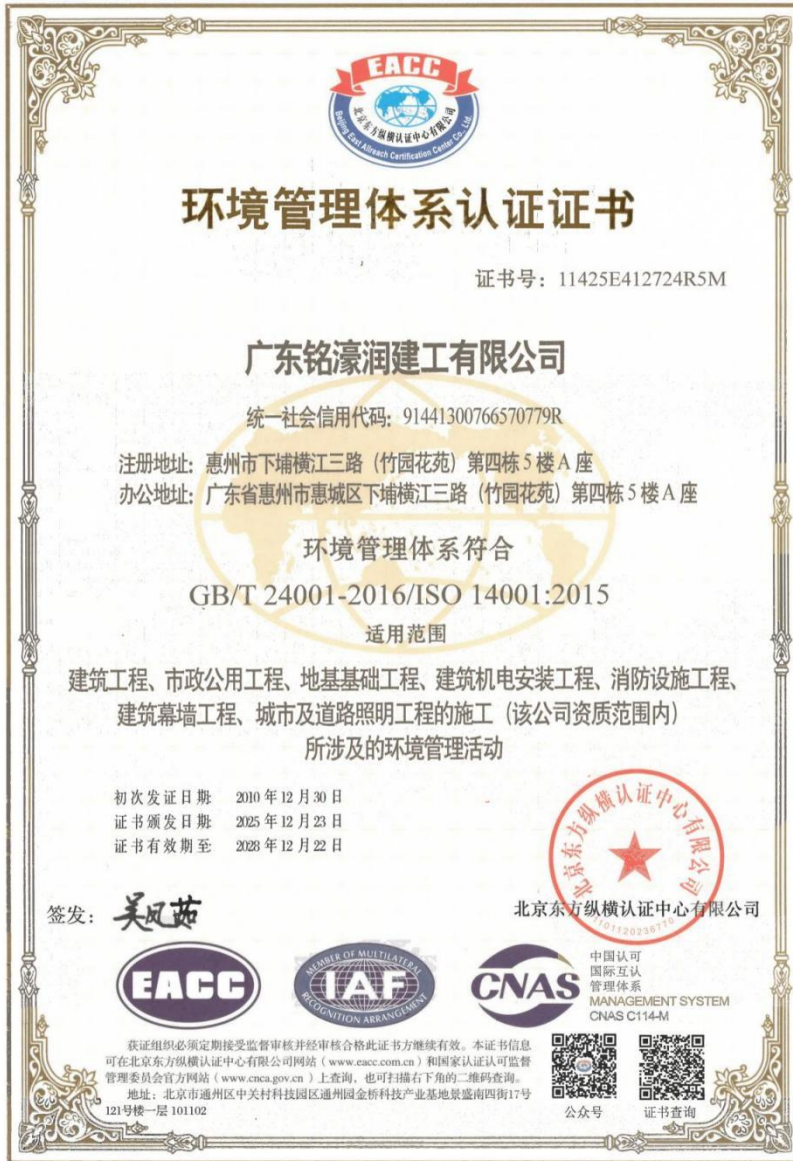 EACC
北京东方纵横认证中心有限公司
Beijing East Allreach Certification Center Co., Ltd.
环境管理体系认证证书
证书号：11425E412724R5M
广东铭濠润建工有限公司
统一社会信用代码：91441300766570779R
注册地址：惠州市下埔横江三路（竹园花苑）第四栋5楼A座
办公地址：广东省惠州市惠城区下埔横江三路（竹园花苑）第四栋5楼A座
环境管理体系符合
GB/T 24001-2016/ISO 14001:2015
适用范围
建筑工程、市政公用工程、地基基础工程、建筑机电安装工程、消防设施工程、
建筑幕墙工程、城市及道路照明工程的施工（该公司资质范围内）
所涉及的环境管理活动
初次发证日期 2010年12月30日
证书颁发日期 2025年12月23日
证书有效期至 2028年12月22日
北京东方纵横认证中心有限公司
1101120236770
签发：吴凤茹
北京东方纵横认证中心有限公司
EACC
MEMBER OF MULTILATERAL
IAF
RECOGNITION ARRANGEMENT
CNAS
中国认可
国际互认
管理体系
MANAGEMENT SYSTEM
CNAS C114-M
获证组织必须定期接受监督审核并经审核合格此证书方继续有效。本证书信息
可在北京东方纵横认证中心有限公司网站（www.eacc.com.cn）和国家认证认可监督
管理委员会官方网站（www.cnca.gov.cn）上查询，也可扫描右下角的二维码查询。
地址：北京市通州区中关村科技园区通州园金桥科技产业基地景盛南四街17号
121号楼一层 101102
公众号
证书查询